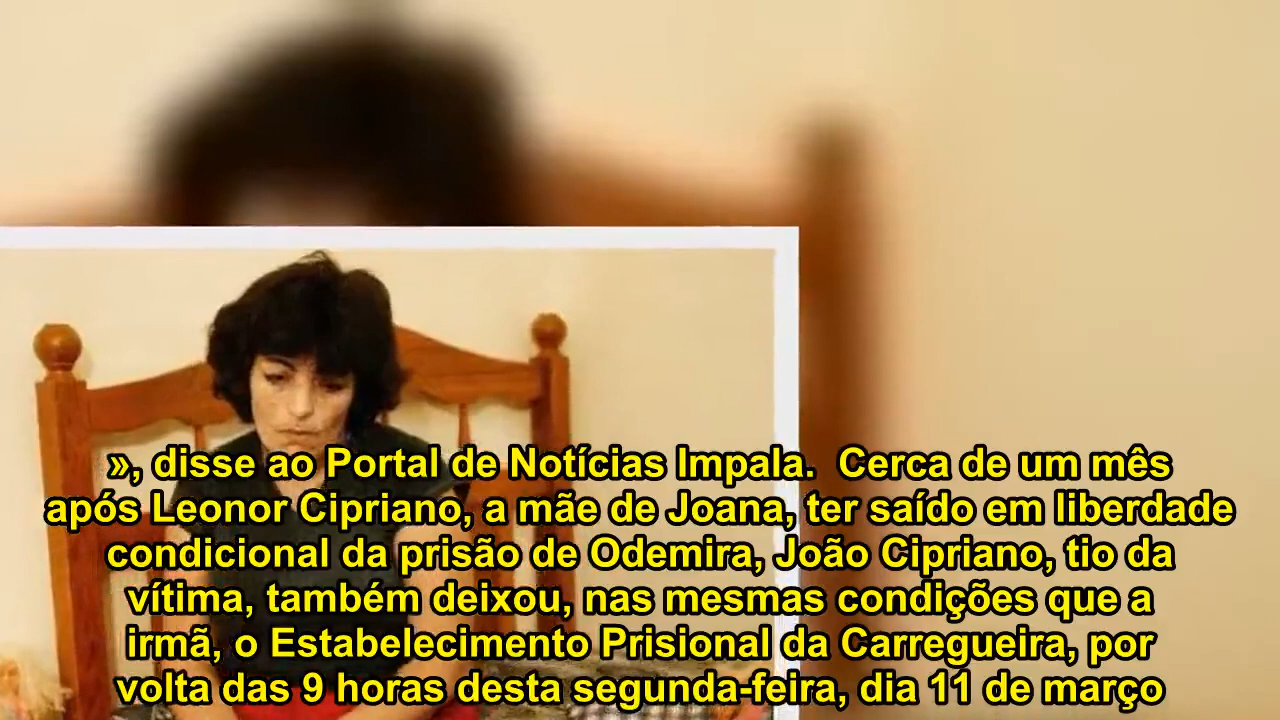 », disse ao Portal de Notícias Impala.  Cerca de um mês
após Leonor Cipriano, a mãe de Joana, ter saído em liberdade
condicional da prisão de Odemira, João Cipriano, tio da
vítima, também deixou, nas mesmas condições que a
irmã, o Estabelecimento Prisional da Carregueira, por
volta das 9 horas desta segunda-feira, dia 11 de março